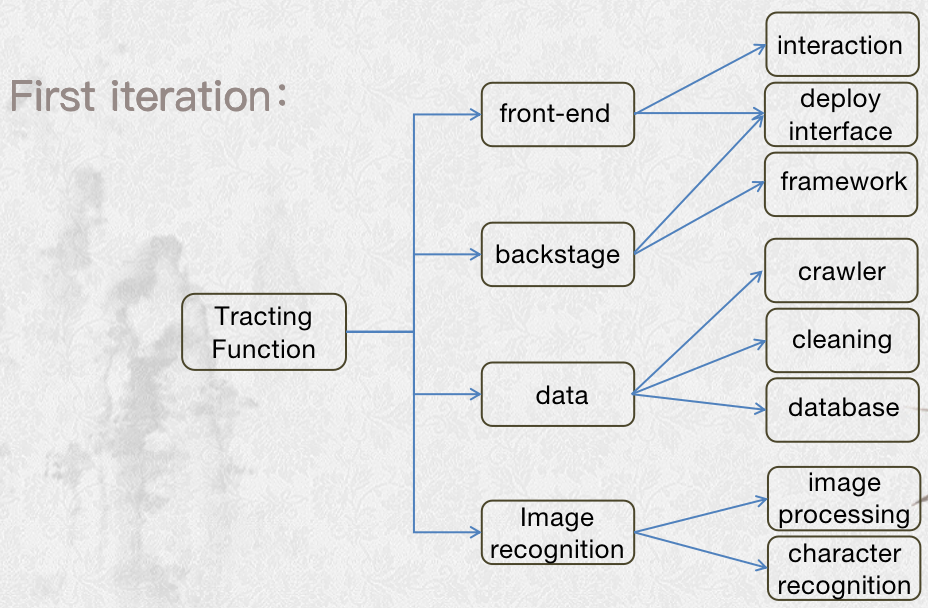 First iteration：
Tracting
Function
front-end
backstage
data
Image
recognition
interaction
deploy
interface
framework
crawler
cleaning
database
image
processing
character
recognition